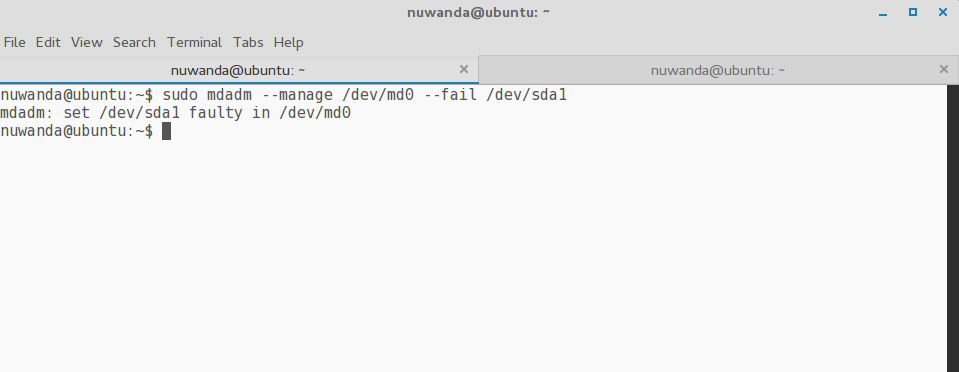 nuwanda@ubuntu: ~
File Edit View Search Terminal Tabs Help
nuwanda@ubuntu: ~ × nuwanda@ubuntu: ~ ×
nuwanda@ubuntu:~$ sudo mdadm --manage /dev/md0 --fail /dev/sda1
mdadm: set /dev/sda1 faulty in /dev/md0
nuwanda@ubuntu:~$